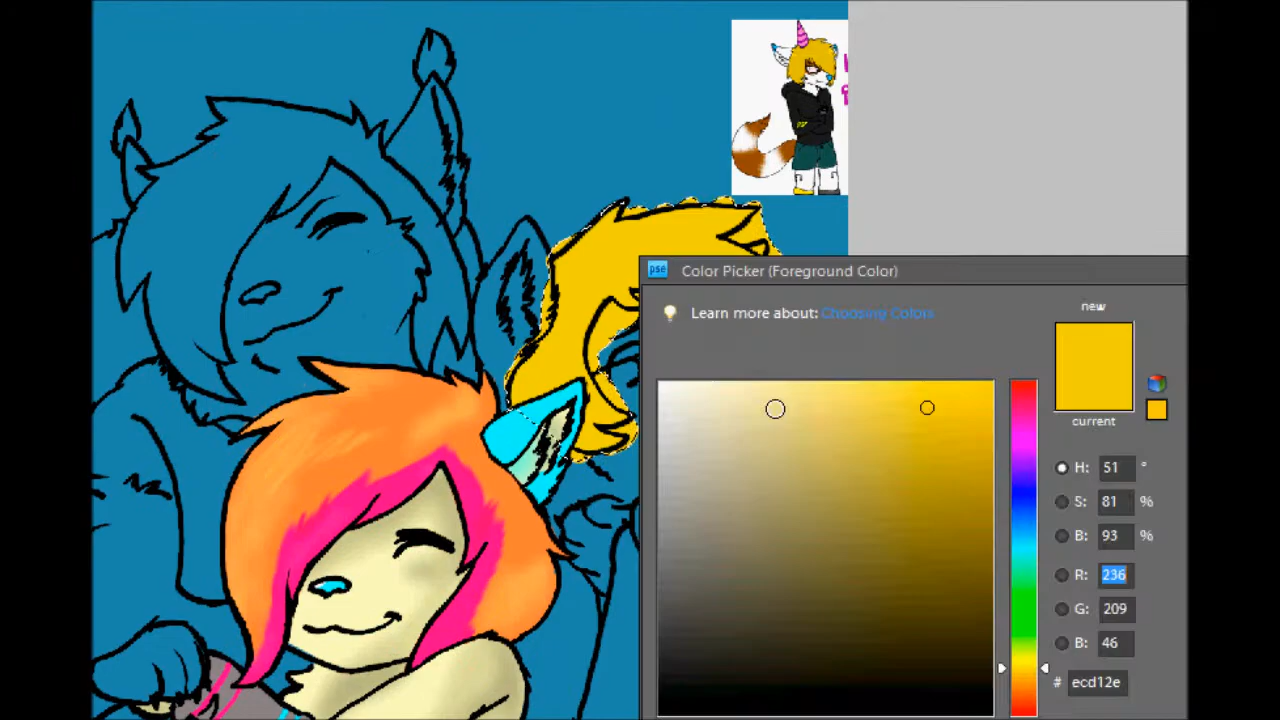 pse Color Picker (Foreground Color)
Learn more about: Choosing Colors
new
current
H: 51 °
S: 81 %
B: 93 %
R: 236
G: 209
B: 46
# ecd12e